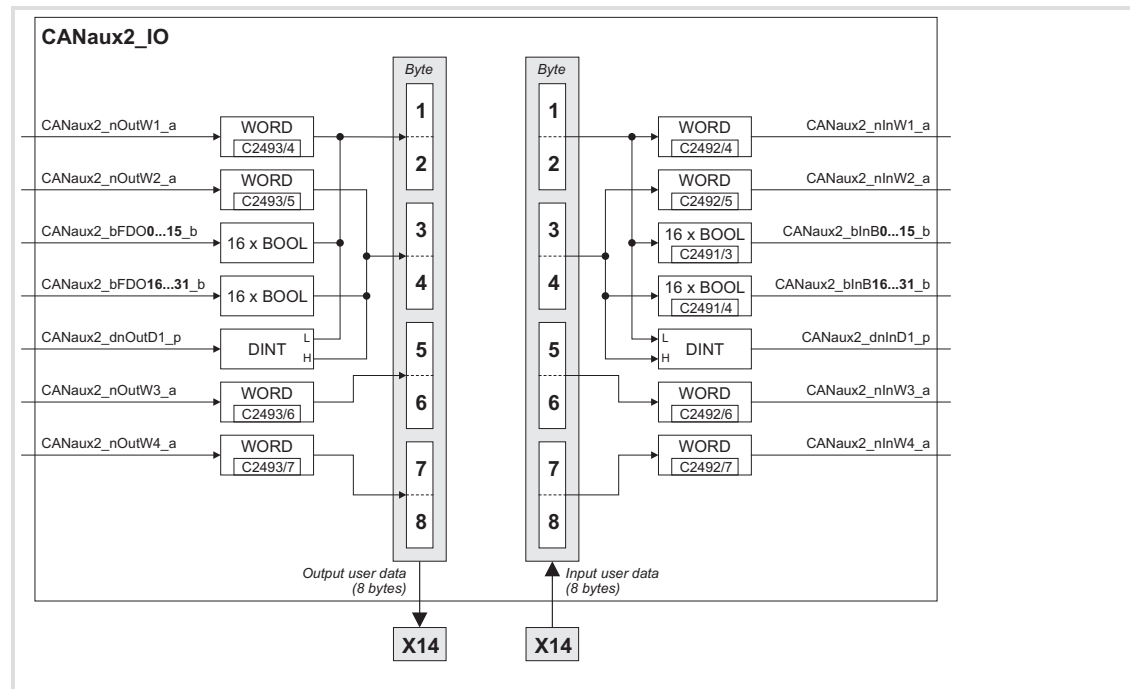 CANaux2_IO
Byte
1
2
3
4
5
6
7
8
CANaux2_nOutW1_a
WORD
C2493/4
CANaux2_nOutW2_a
WORD
C2493/5
CANaux2_bFDO0...15_b
16 x BOOL
CANaux2_bFDO16...31_b
16 x BOOL
CANaux2_dnOutD1_p
DINT
L
H
CANaux2_nOutW3_a
WORD
C2493/6
CANaux2_nOutW4_a
WORD
C2493/7
Output user data
(8 bytes)
X14
Byte
1
2
3
4
5
6
7
8
WORD
C2492/4
CANaux2_nInW1_a
WORD
C2492/5
CANaux2_nInW2_a
16 x BOOL
C2491/3
CANaux2_bInB0...15_b
16 x BOOL
C2491/4
CANaux2_bInB16...31_b
L
H
DINT
CANaux2_dnInD1_p
WORD
C2492/6
CANaux2_nInW3_a
WORD
C2492/7
CANaux2_nInW4_a
Input user data
(8 bytes)
X14